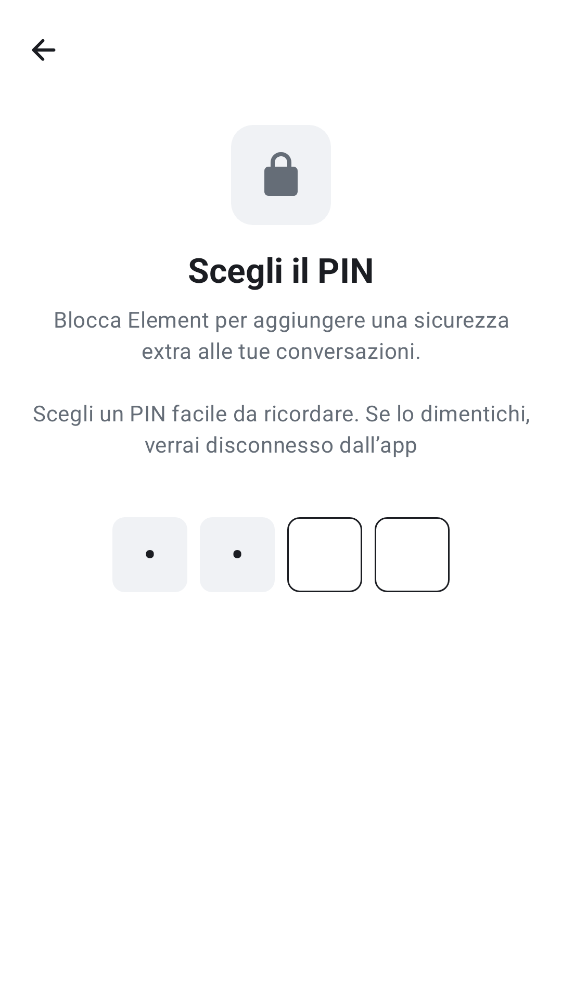 Scegli il PIN
Blocca Element per aggiungere una sicurezza
extra alle tue conversazioni.
Scegli un PIN facile da ricordare. Se lo dimentichi,
verrai disconnesso dall’app